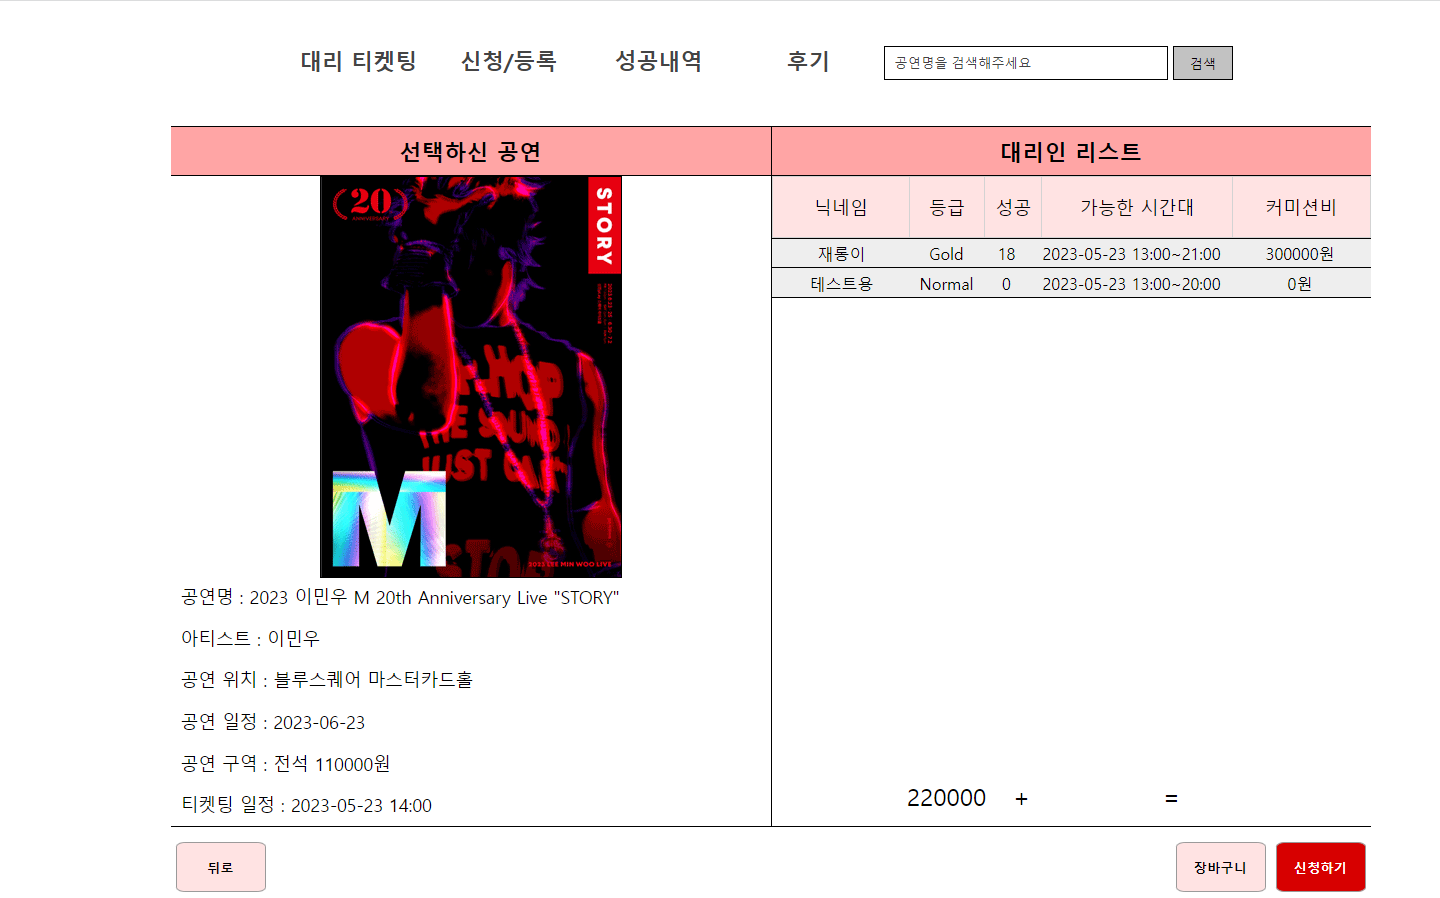 대리 티켓팅 신청/등록 성공내역 후기 공연명을 검색해주세요 검색
선택하신 공연
(20)
ANNIVERSARY
STORY
HOP
THE SOUND
JUST CAN'T
M
STORY
2023 LEE MIN WOO LIVE
공연명 : 2023 이민우 M 20th Anniversary Live "STORY"
아티스트 : 이민우
공연 위치 : 블루스퀘어 마스터카드홀
공연 일정 : 2023-06-23
공연 구역 : 전석 110000원
티켓팅 일정 : 2023-05-23 14:00
대리인 리스트
닉네임 등급 성공 가능한 시간대 커미션비
재롱이 Gold 18 2023-05-23 13:00~21:00 300000원
테스트용 Normal 0 2023-05-23 13:00~20:00 0원
220000 + =
뒤로 장바구니 신청하기